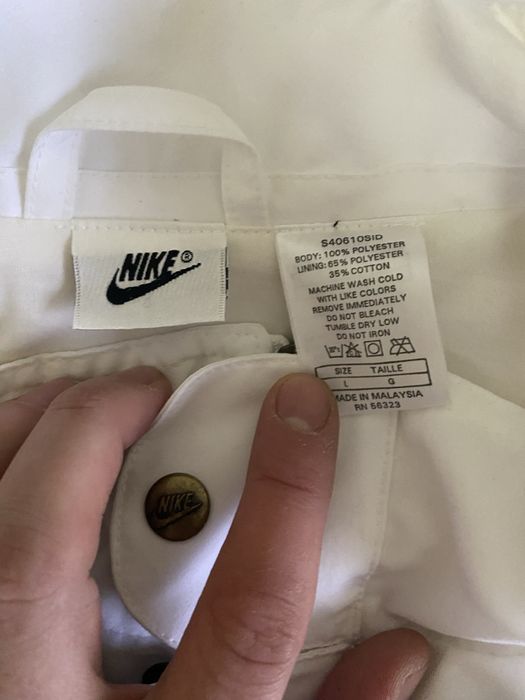 NIKE®
S40610SID
BODY: 100% POLYESTER
LINING: 65% POLYESTER
35% COTTON
MACHINE WASH COLD
WITH LIKE COLORS
REMOVE IMMEDIATELY
DO NOT BLEACH
TUMBLE DRY LOW
DO NOT IRON
SIZE TAILLE
L G
MADE IN MALAYSIA
RN 56323
NIKE